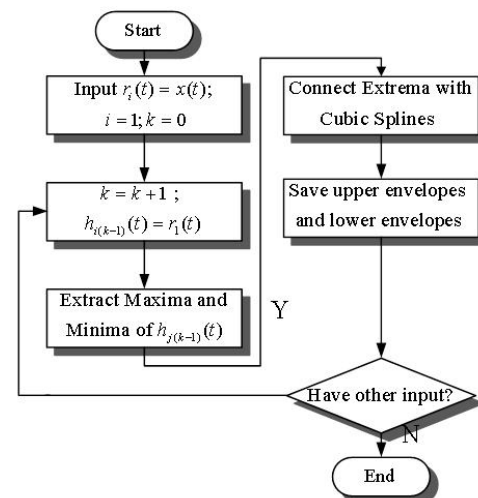 Start
Input r_i(t) = x(t);
i = 1; k = 0
k = k+1 ;
h_{i(k-1)}(t) = r_1(t)
Extract Maxima and
Minima of h_{j(k-1)}(t)
Connect Extrema with
Cubic Splines
Save upper envelopes
and lower envelopes
Y
Have other input?
N
End